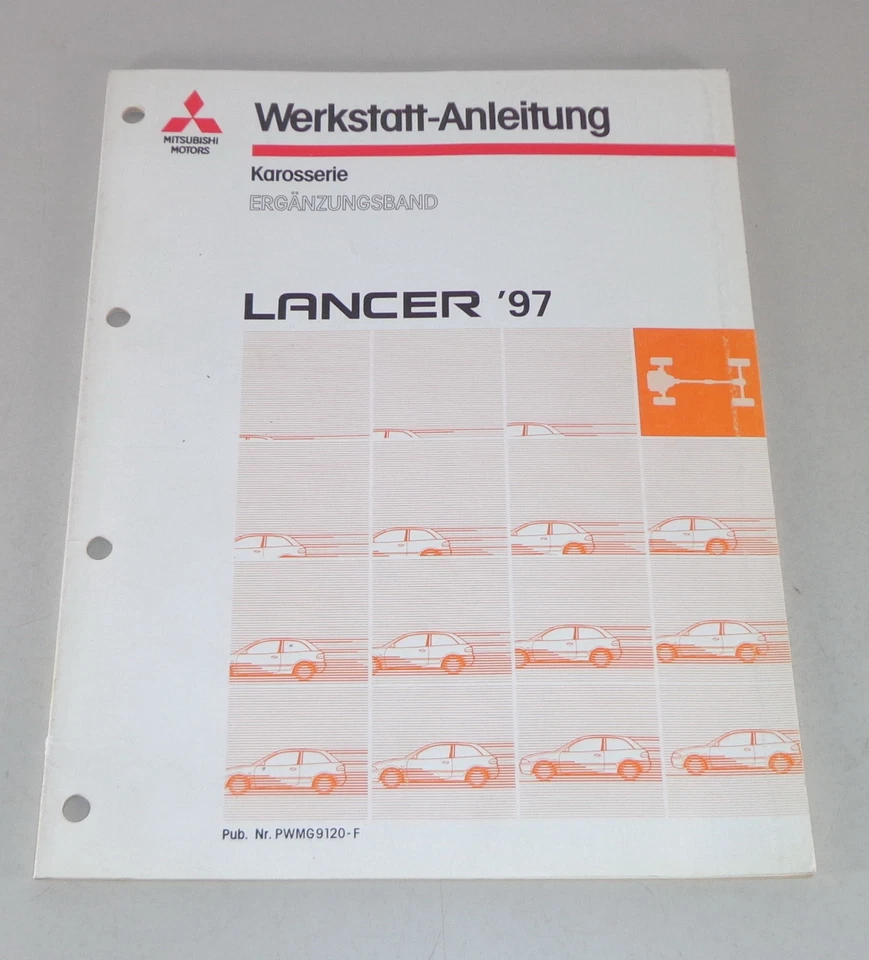 Werkstatt-Anleitung
MITSUBISHI
MOTORS
Karosserie
ERGÄNZUNGSBAND
LANCER '97
Pub. Nr. PWMG9120-F